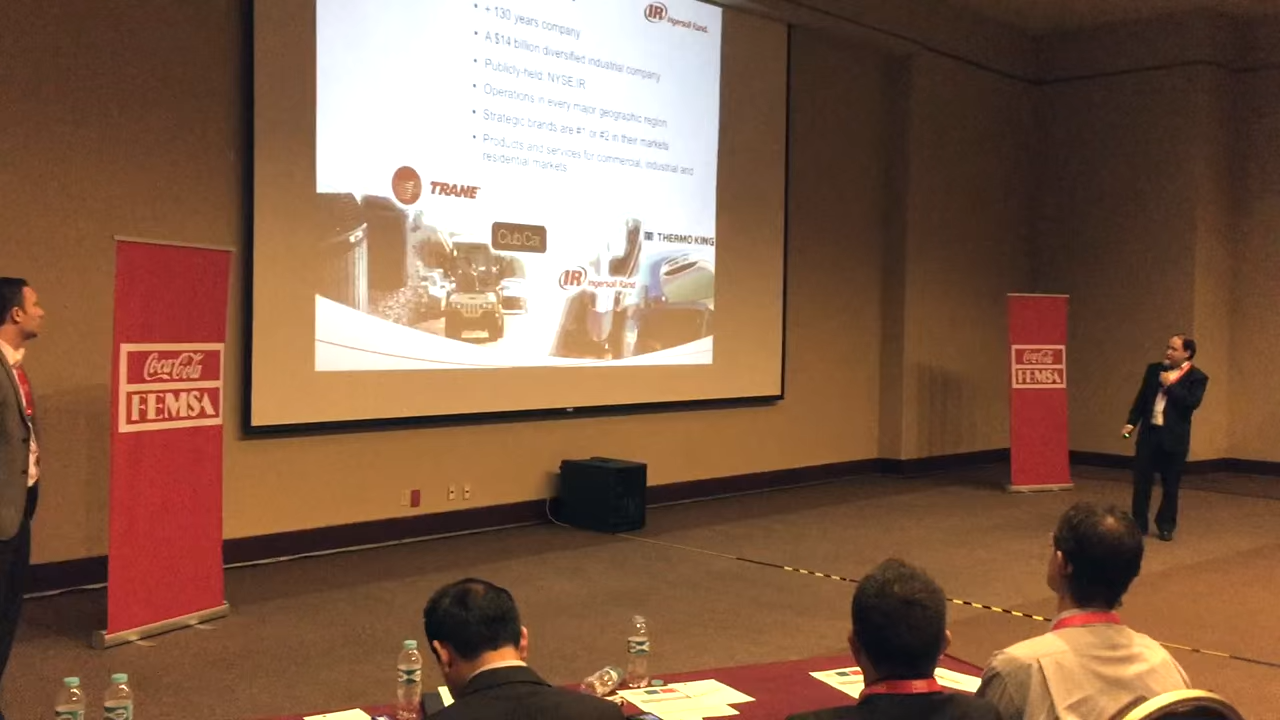 IR Ingersoll Rand
+ 130 years company
A $14 billion diversified industrial company
Publicly-held: NYSE:IR
Operations in every major geographic region
Strategic brands are #1 or #2 in their markets
Products and services for commercial, industrial and
residential markets
TRANE
Club Car
THERMO KING
IR Ingersoll Rand
Coca-Cola
FEMSA
Coca-Cola
FEMSA